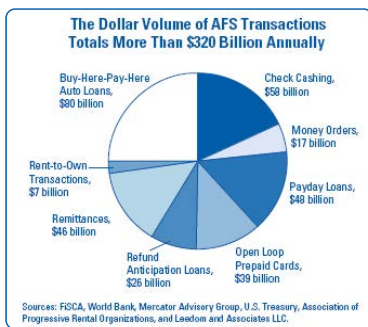 The Dollar Volume of AFS Transactions
Totals More Than $320 Billion Annually
Buy-Here-Pay-Here
Auto Loans,
$80 billion
Check Cashing,
$58 billion
Money Orders,
$17 billion
Rent-to-Own
Transactions,
$7 billion
Payday Loans,
$48 billion
Remittances,
$46 billion
Refund
Anticipation Loans,
$26 billion
Open Loop
Prepaid Cards,
$39 billion
Sources: FiSCA, World Bank, Mercator Advisory Group, U.S. Treasury, Association of
Progressive Rental Organizations, and Leedom and Associates LLC.